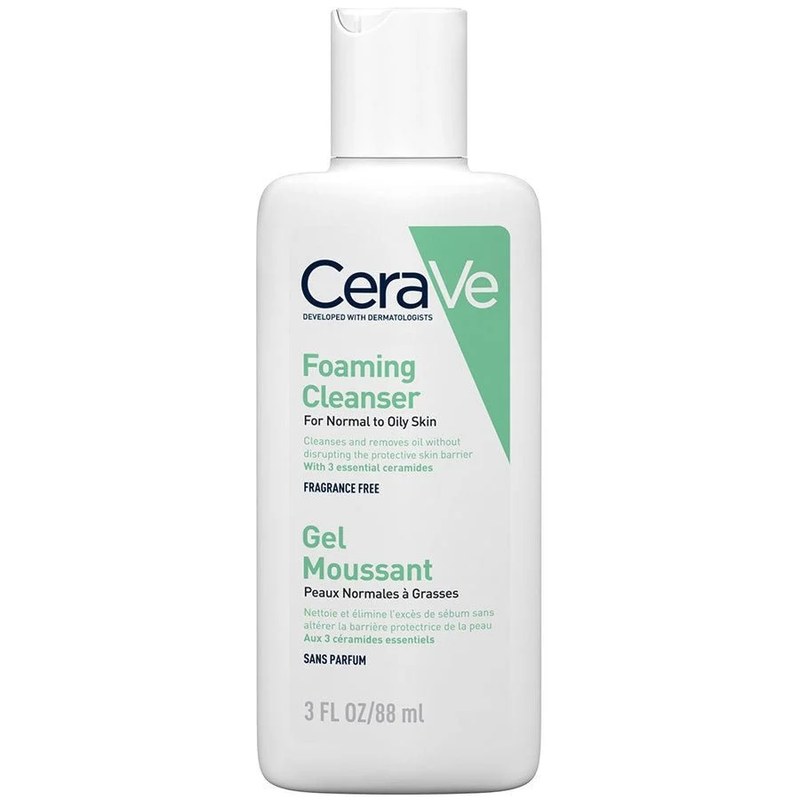 CeraVe
DEVELOPED WITH DERMATOLOGISTS
Foaming
Cleanser
For Normal to Oily Skin
Cleanses and removes oil without
disrupting the protective skin barrier
With 3 essential ceramides
FRAGRANCE FREE
Gel
Moussant
Peaux Normales à Grasses
Nettoie et élimine l'excès de sébum sans
altérer la barrière protectrice de la peau
Aux 3 céramides essentiels
SANS PARFUM
3 FL OZ/88 ml